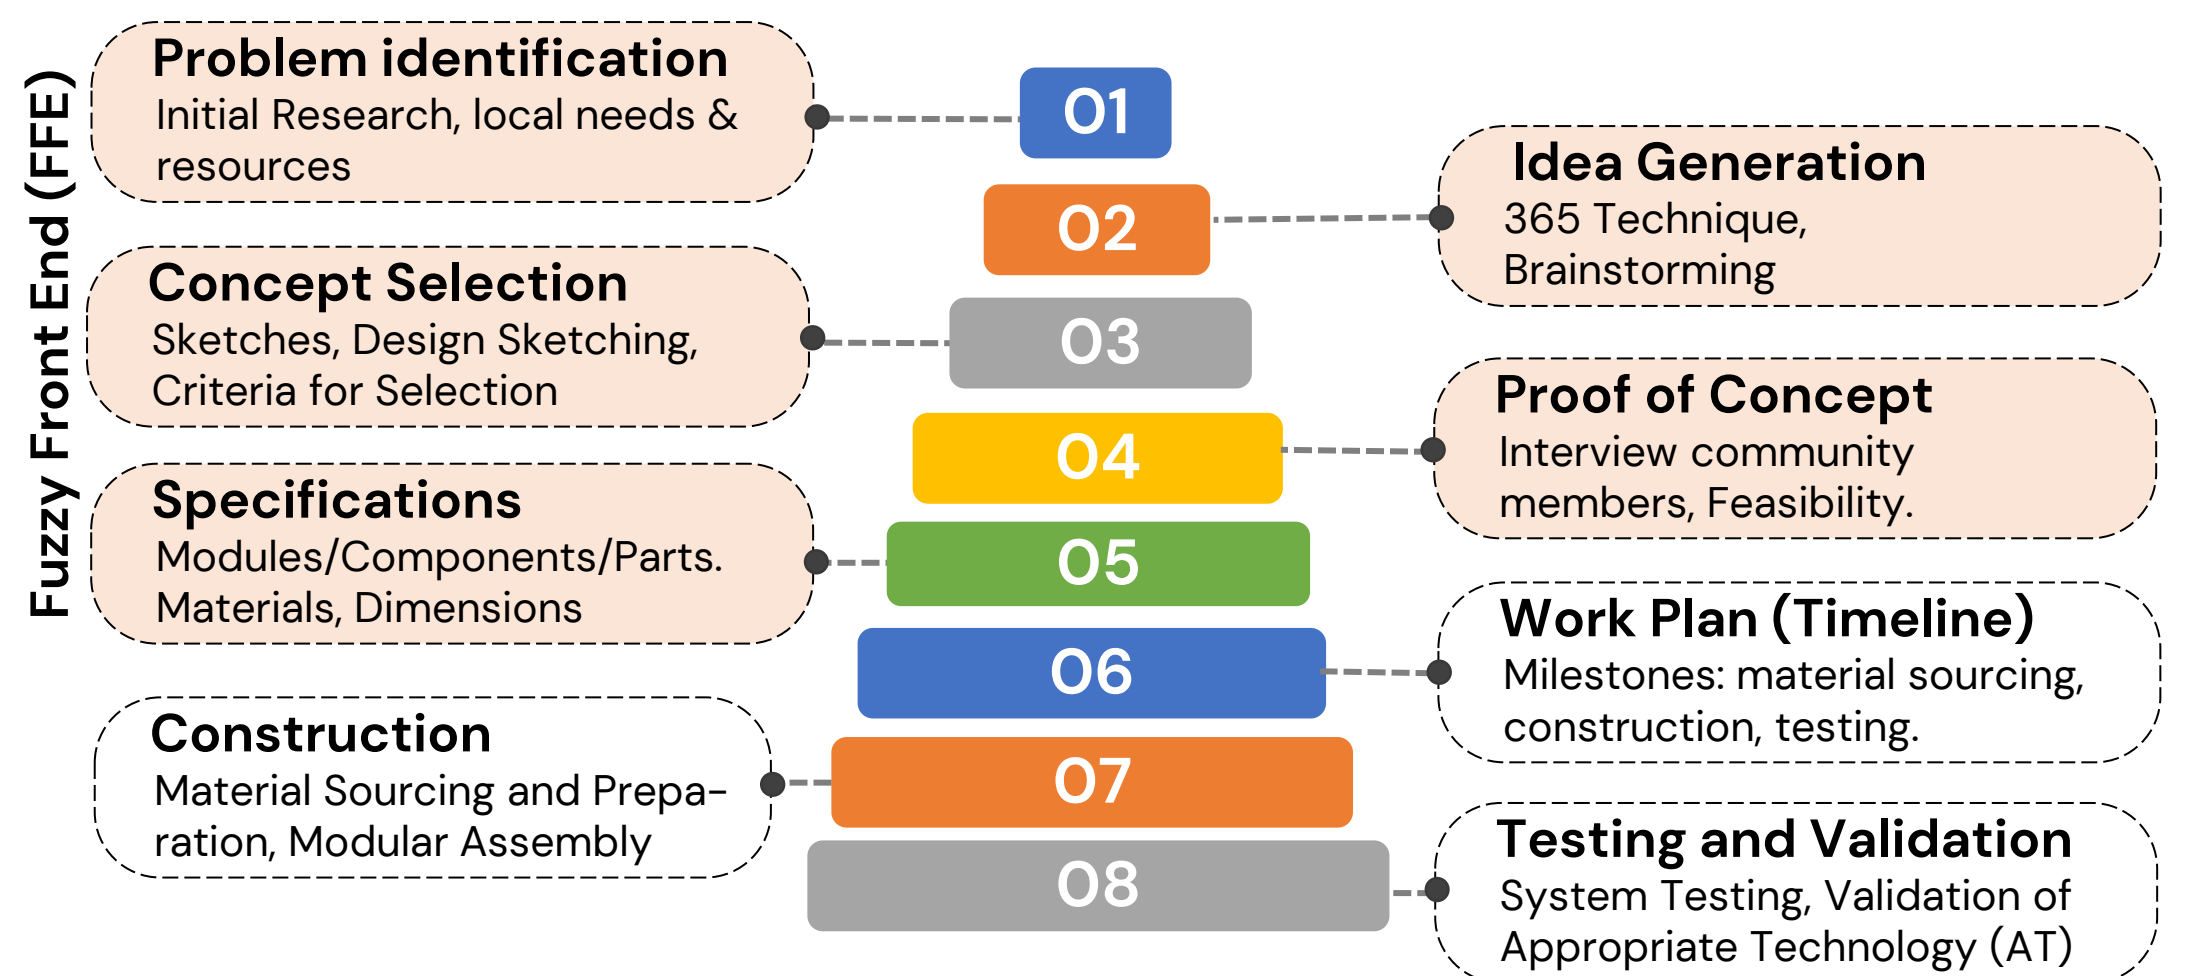 Fuzzy Front End (FFE)
01
Problem identification
Initial Research, local needs &
resources
02
Idea Generation
365 Technique,
Brainstorming
03
Concept Selection
Sketches, Design Sketching,
Criteria for Selection
04
Proof of Concept
Interview community
members, Feasibility.
05
Specifications
Modules/Components/Parts.
Materials, Dimensions
06
Work Plan (Timeline)
Milestones: material sourcing,
construction, testing.
07
Construction
Material Sourcing and Prepa-
ration, Modular Assembly
08
Testing and Validation
System Testing, Validation of
Appropriate Technology (AT)